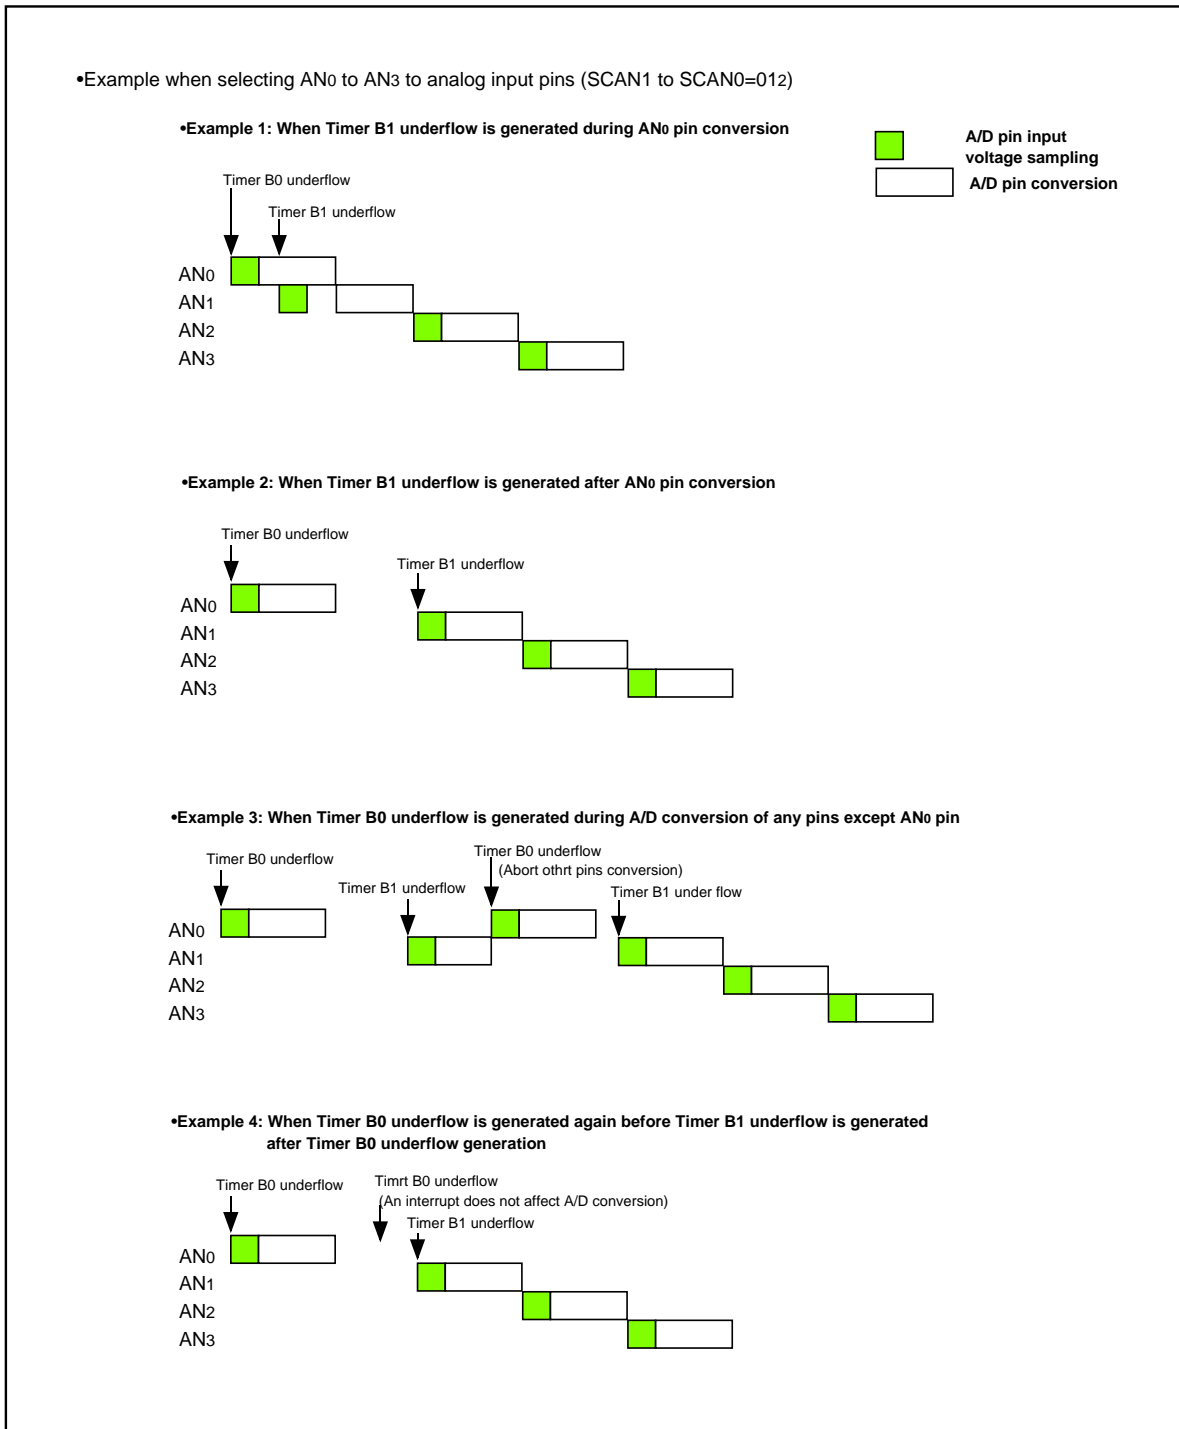 •Example when selecting AN0 to AN3 to analog input pins (SCAN1 to SCAN0=012)
•Example 1: When Timer B1 underflow is generated during AN0 pin conversion
A/D pin input
voltage sampling
A/D pin conversion
Timer B0 underflow
Timer B1 underflow
AN0
AN1
AN2
AN3
•Example 2: When Timer B1 underflow is generated after AN0 pin conversion
Timer B0 underflow
Timer B1 underflow
AN0
AN1
AN2
AN3
•Example 3: When Timer B0 underflow is generated during A/D conversion of any pins except AN0 pin
Timer B0 underflow
Timer B0 underflow
(Abort othrt pins conversion)
Timer B1 underflow
Timer B1 under flow
AN0
AN1
AN2
AN3
•Example 4: When Timer B0 underflow is generated again before Timer B1 underflow is generated
after Timer B0 underflow generation
Timer B0 underflow
Timrt B0 underflow
(An interrupt does not affect A/D conversion)
Timer B1 underflow
AN0
AN1
AN2
AN3